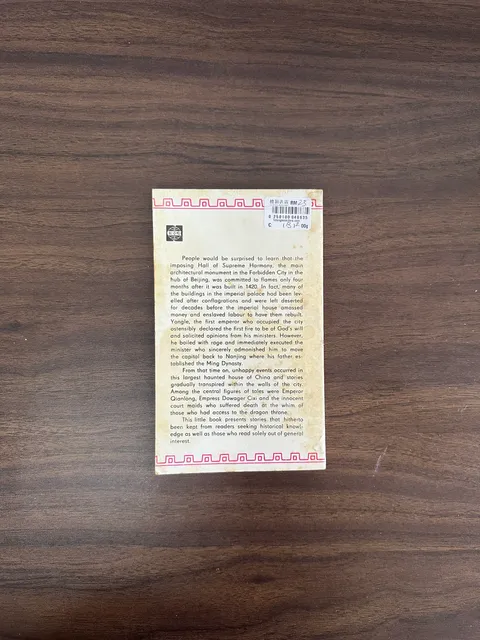 RM 25
People would be surprised to learn that the
imposing Hall of Supreme Harmony, the main
architectural monument in the Forbidden City in the
hub of Beijing, was committed to flames only four
months after it was built in 1420. In fact, many of
the buildings in the imperial palace had been lev-
elled after conflagrations and were left deserted
for decades before the imperial house amassed
money and enslaved labour to have them rebuilt.
Yongle, the first emperor who occupied the city
ostensibly declared the first fire to be of God's will
and solicited opinions from his ministers. However,
he boiled with rage and immediately executed the
minister who sincerely admonished him to move
the capital back to Nanjing where his father es-
tablished the Ming Dynasty.
From that time on, unhappy events occurred in
this largest haunted house of China and stories
gradually transpired within the walls of the city.
Among the central figures of tales were Emperor
Qianlong, Empress Dowager Cixi and the innocent
court maids who suffered death at the whim of
those who had access to the dragon throne.
This little book presents stories that hitherto
been kept from readers seeking historical knowl-
edge as well as those who read solely out of general
interest.